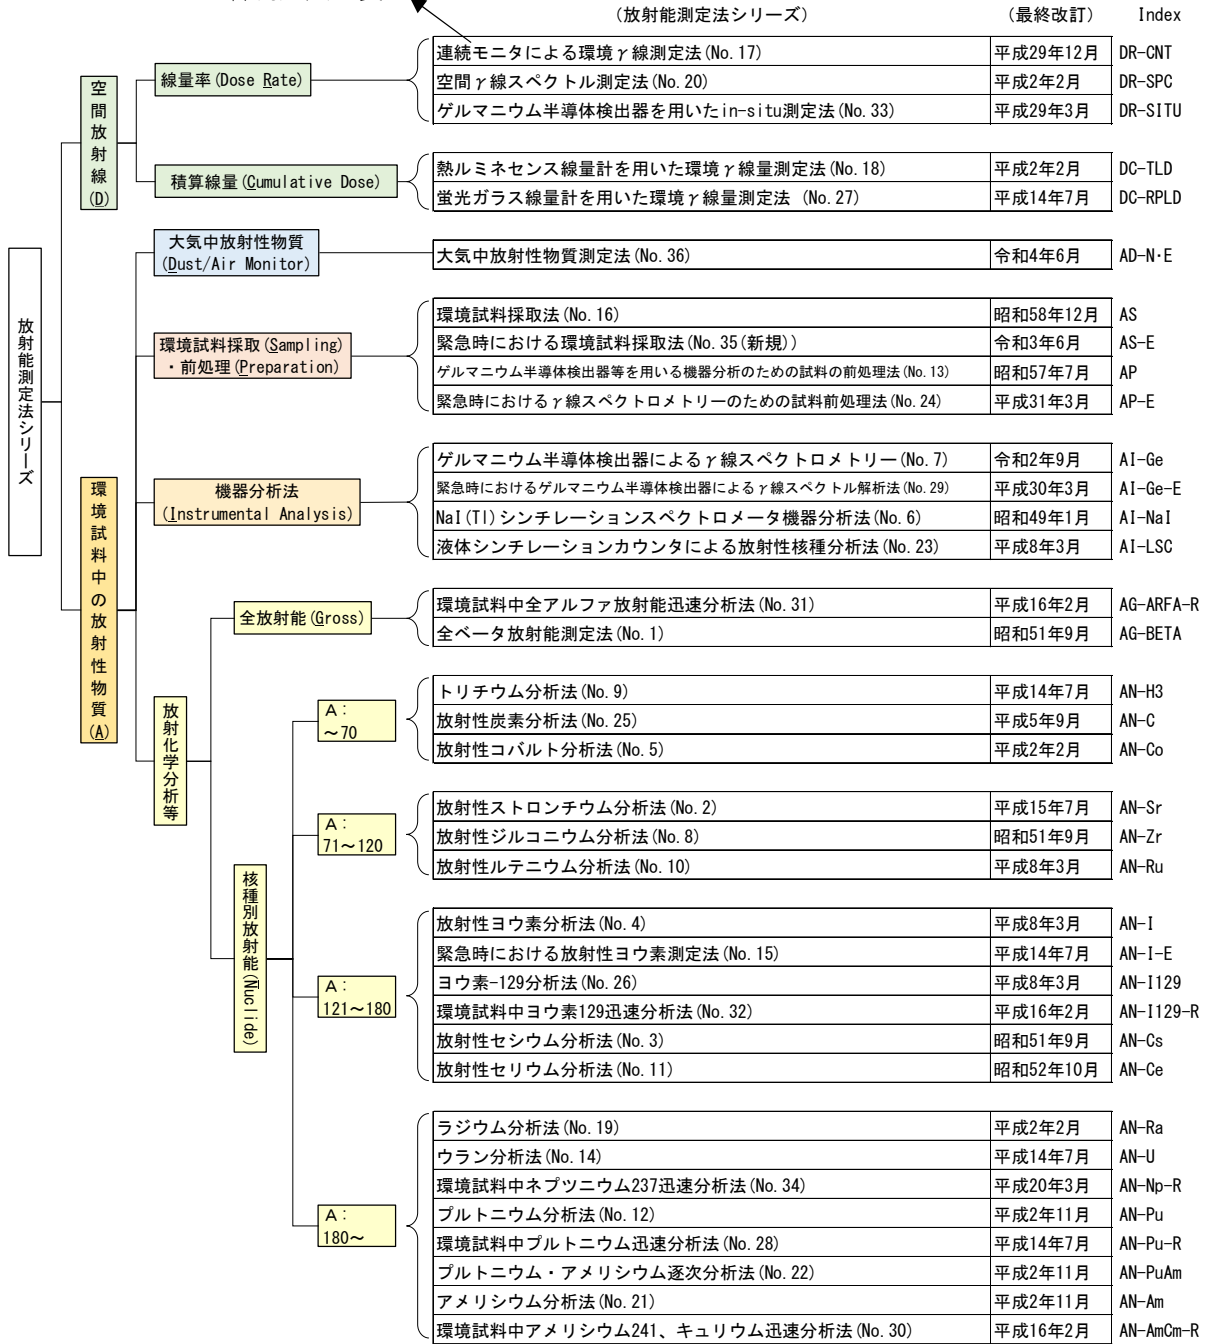 (放射能測定法シリーズ) (最終改訂) Index
放射能測定法シリーズ
空間放射線(D)
線量率(Dose Rate)
連続モニタによる環境γ線測定法(No.17) 平成29年12月 DR-CNT
空間γ線スペクトル測定法(No.20) 平成2年2月 DR-SPC
ゲルマニウム半導体検出器を用いたin-situ測定法(No.33) 平成29年3月 DR-SITU
積算線量(Cumulative Dose)
熱ルミネセンス線量計を用いた環境γ線量測定法(No.18) 平成2年2月 DC-TLD
蛍光ガラス線量計を用いた環境γ線量測定法 (No.27) 平成14年7月 DC-RPLD
環境試料中の放射性物質(A)
大気中放射性物質
(Dust/Air Monitor)
大気中放射性物質測定法(No.36) 令和4年6月 AD-N・E
環境試料採取(Sampling)
・前処理(Preparation)
環境試料採取法(No.16) 昭和58年12月 AS
緊急時における環境試料採取法(No.35(新規)) 令和3年6月 AS-E
ゲルマニウム半導体検出器等を用いる機器分析のための試料の前処理法(No.13) 昭和57年7月 AP
緊急時におけるγ線スペクトロメトリーのための試料前処理法(No.24) 平成31年3月 AP-E
機器分析法
(Instrumental Analysis)
ゲルマニウム半導体検出器によるγ線スペクトロメトリー(No.7) 令和2年9月 AI-Ge
緊急時におけるゲルマニウム半導体検出器によるγ線スペクトル解析法(No.29) 平成30年3月 AI-Ge-E
NaI(Tl)シンチレーションスペクトロメータ機器分析法(No.6) 昭和49年1月 AI-NaI
液体シンチレーションカウンタによる放射性核種分析法(No.23) 平成8年3月 AI-LSC
放射化学分析等
全放射能(Gross)
環境試料中全アルファ放射能迅速分析法(No.31) 平成16年2月 AG-ARFA-R
全ベータ放射能測定法(No.1) 昭和51年9月 AG-BETA
核種別放射能(Nuclide)
A:
~70
トリチウム分析法(No.9) 平成14年7月 AN-H3
放射性炭素分析法(No.25) 平成5年9月 AN-C
放射性コバルト分析法(No.5) 平成2年2月 AN-Co
A:
71~120
放射性ストロンチウム分析法(No.2) 平成15年7月 AN-Sr
放射性ジルコニウム分析法(No.8) 昭和51年9月 AN-Zr
放射性ルテニウム分析法(No.10) 平成8年3月 AN-Ru
A:
121~180
放射性ヨウ素分析法(No.4) 平成8年3月 AN-I
緊急時における放射性ヨウ素測定法(No.15) 平成14年7月 AN-I-E
ヨウ素-129分析法(No.26) 平成8年3月 AN-I129
環境試料中ヨウ素129迅速分析法(No.32) 平成16年2月 AN-I129-R
放射性セシウム分析法(No.3) 昭和51年9月 AN-Cs
放射性セリウム分析法(No.11) 昭和52年10月 AN-Ce
A:
180~
ラジウム分析法(No.19) 平成2年2月 AN-Ra
ウラン分析法(No.14) 平成14年7月 AN-U
環境試料中ネプツニウム237迅速分析法(No.34) 平成20年3月 AN-Np-R
プルトニウム分析法(No.12) 平成2年11月 AN-Pu
環境試料中プルトニウム迅速分析法(No.28) 平成14年7月 AN-Pu-R
プルトニウム・アメリシウム逐次分析法(No.22) 平成2年11月 AN-PuAm
アメリシウム分析法(No.21) 平成2年11月 AN-Am
環境試料中アメリシウム241、キュリウム迅速分析法(No.30) 平成16年2月 AN-AmCm-R